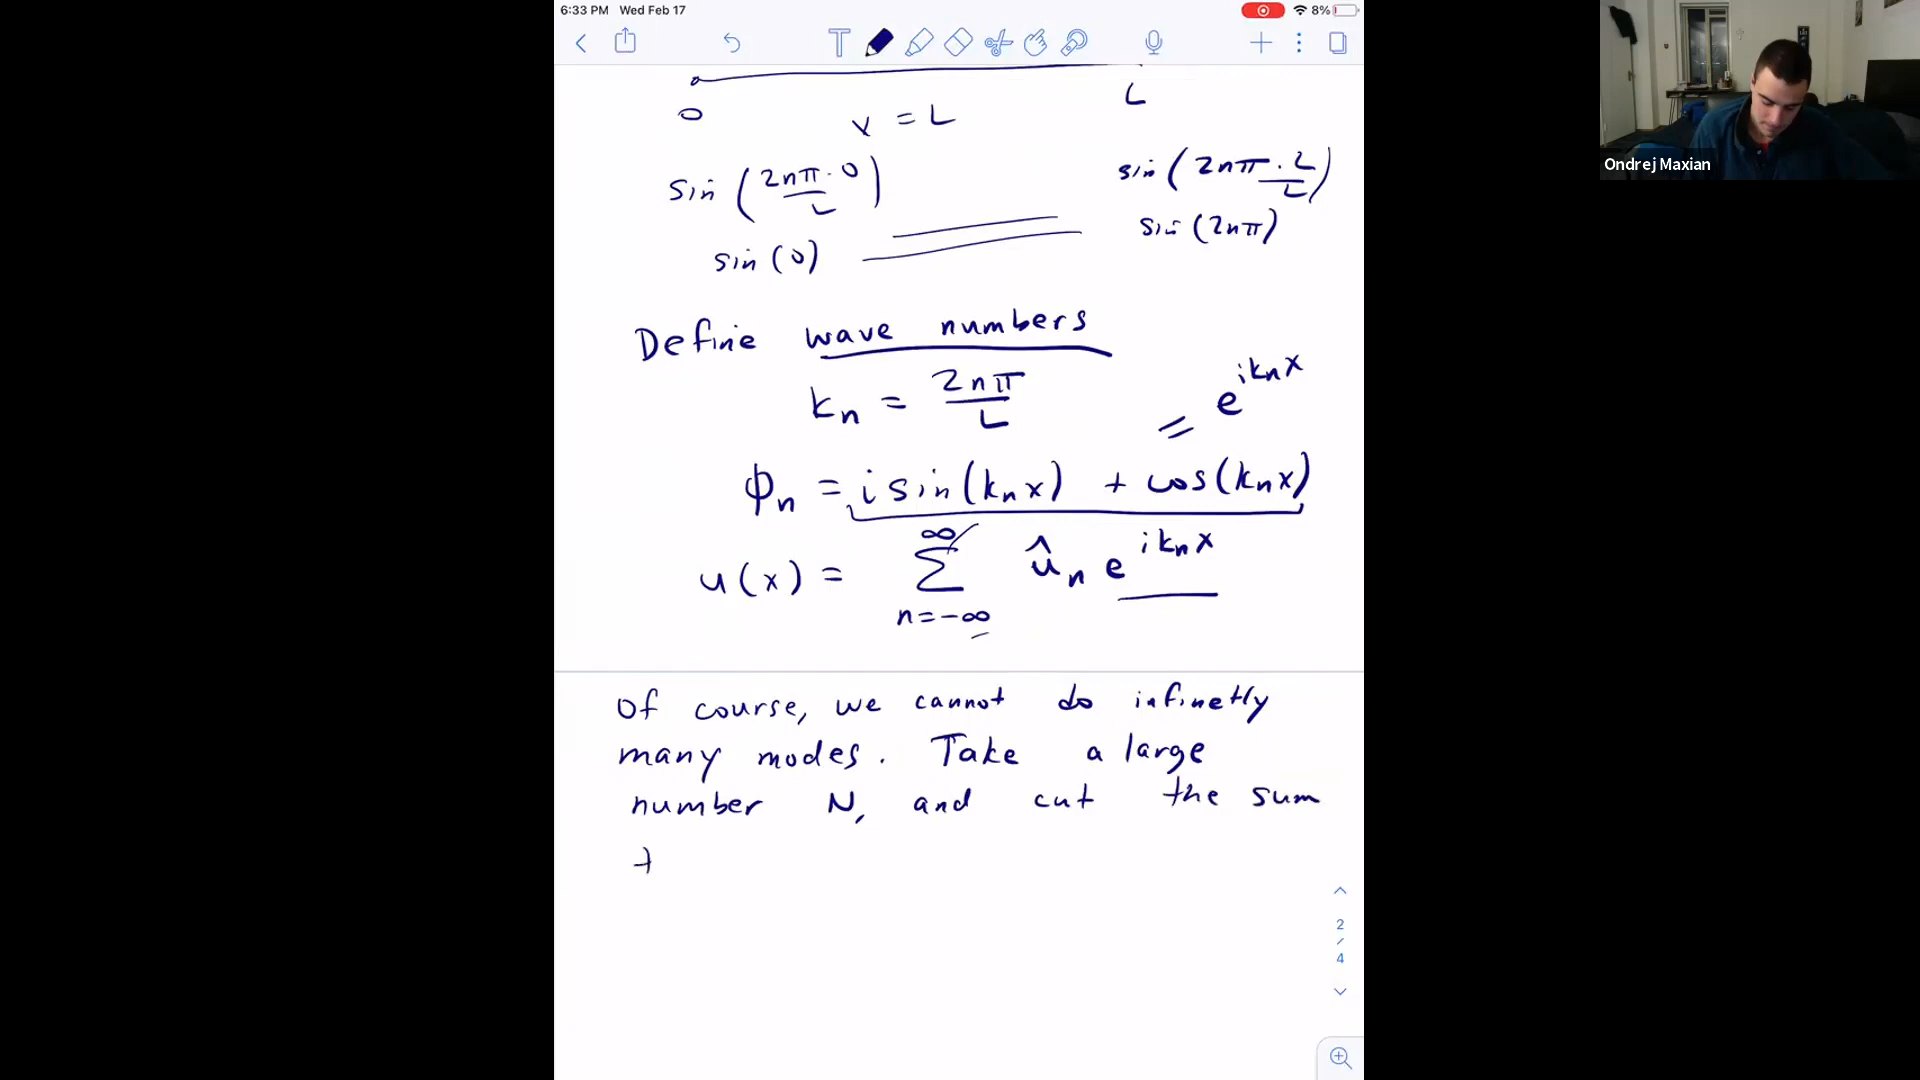 6:33 PM Wed Feb 17
8%
T
0
x = L
L
sin (2nπ·0/L)
sin (2nπ·L/L)
sin (0)
sin (2nπ)
Define wave numbers
kₙ = 2nπ/L
= e^{ikₙx}
ϕₙ = i sin(kₙx) + cos(kₙx)
u(x) = ∑_{n=-∞}^{∞} ûₙ e^{ikₙx}
Of course, we cannot do infinetly
many modes. Take a large
number N, and cut the sum
Ondrej Maxian
2
/
4